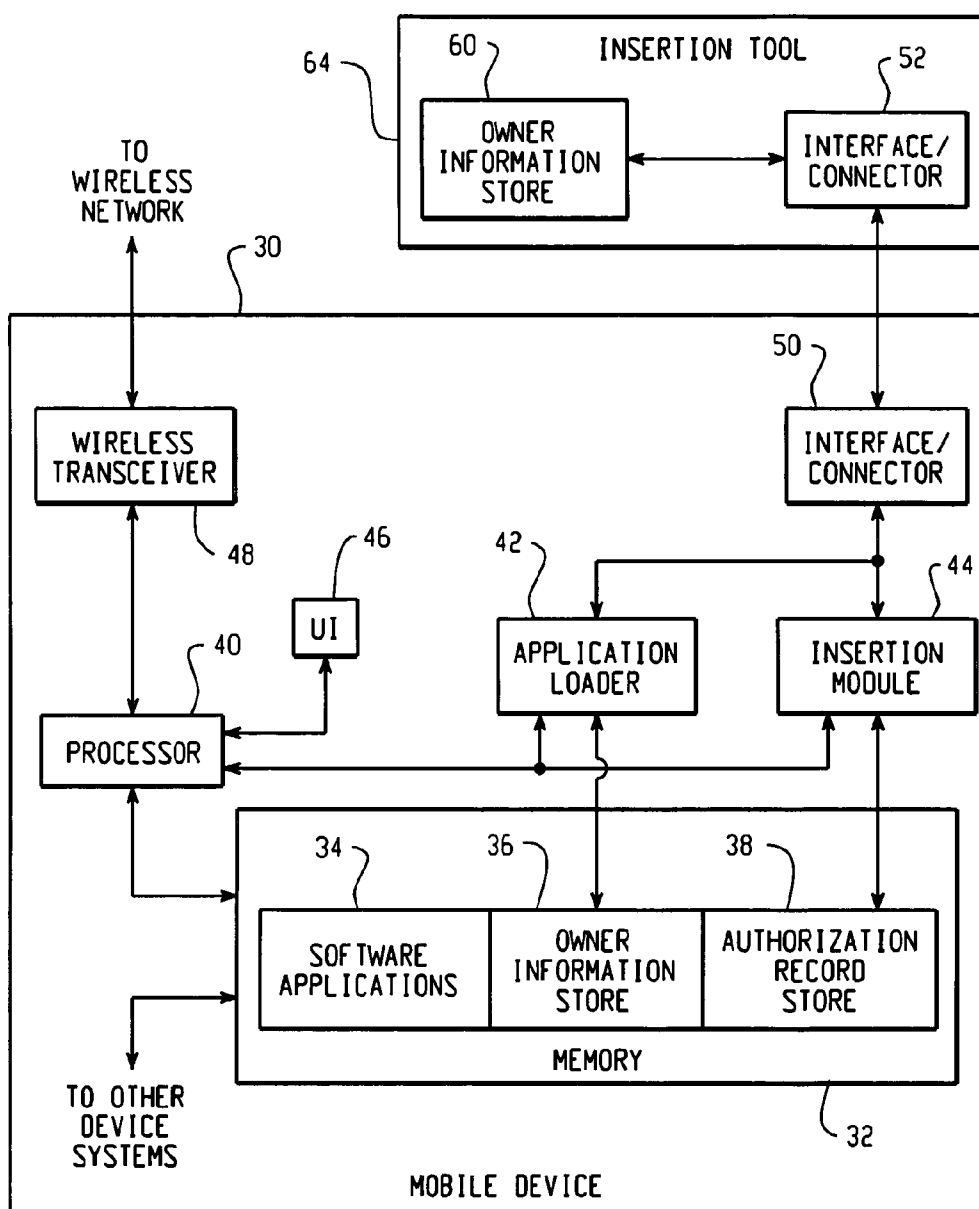 60
INSERTION TOOL
52
64
OWNER
INFORMATION
STORE
INTERFACE/
CONNECTOR
TO
WIRELESS
NETWORK
30
50
WIRELESS
TRANSCEIVER
INTERFACE/
CONNECTOR
48
46
42
44
UI
40
APPLICATION
LOADER
INSERTION
MODULE
PROCESSOR
34
36
38
SOFTWARE
APPLICATIONS
OWNER
INFORMATION
STORE
AUTHORIZATION
RECORD
STORE
MEMORY
TO OTHER
DEVICE
SYSTEMS
32
MOBILE DEVICE